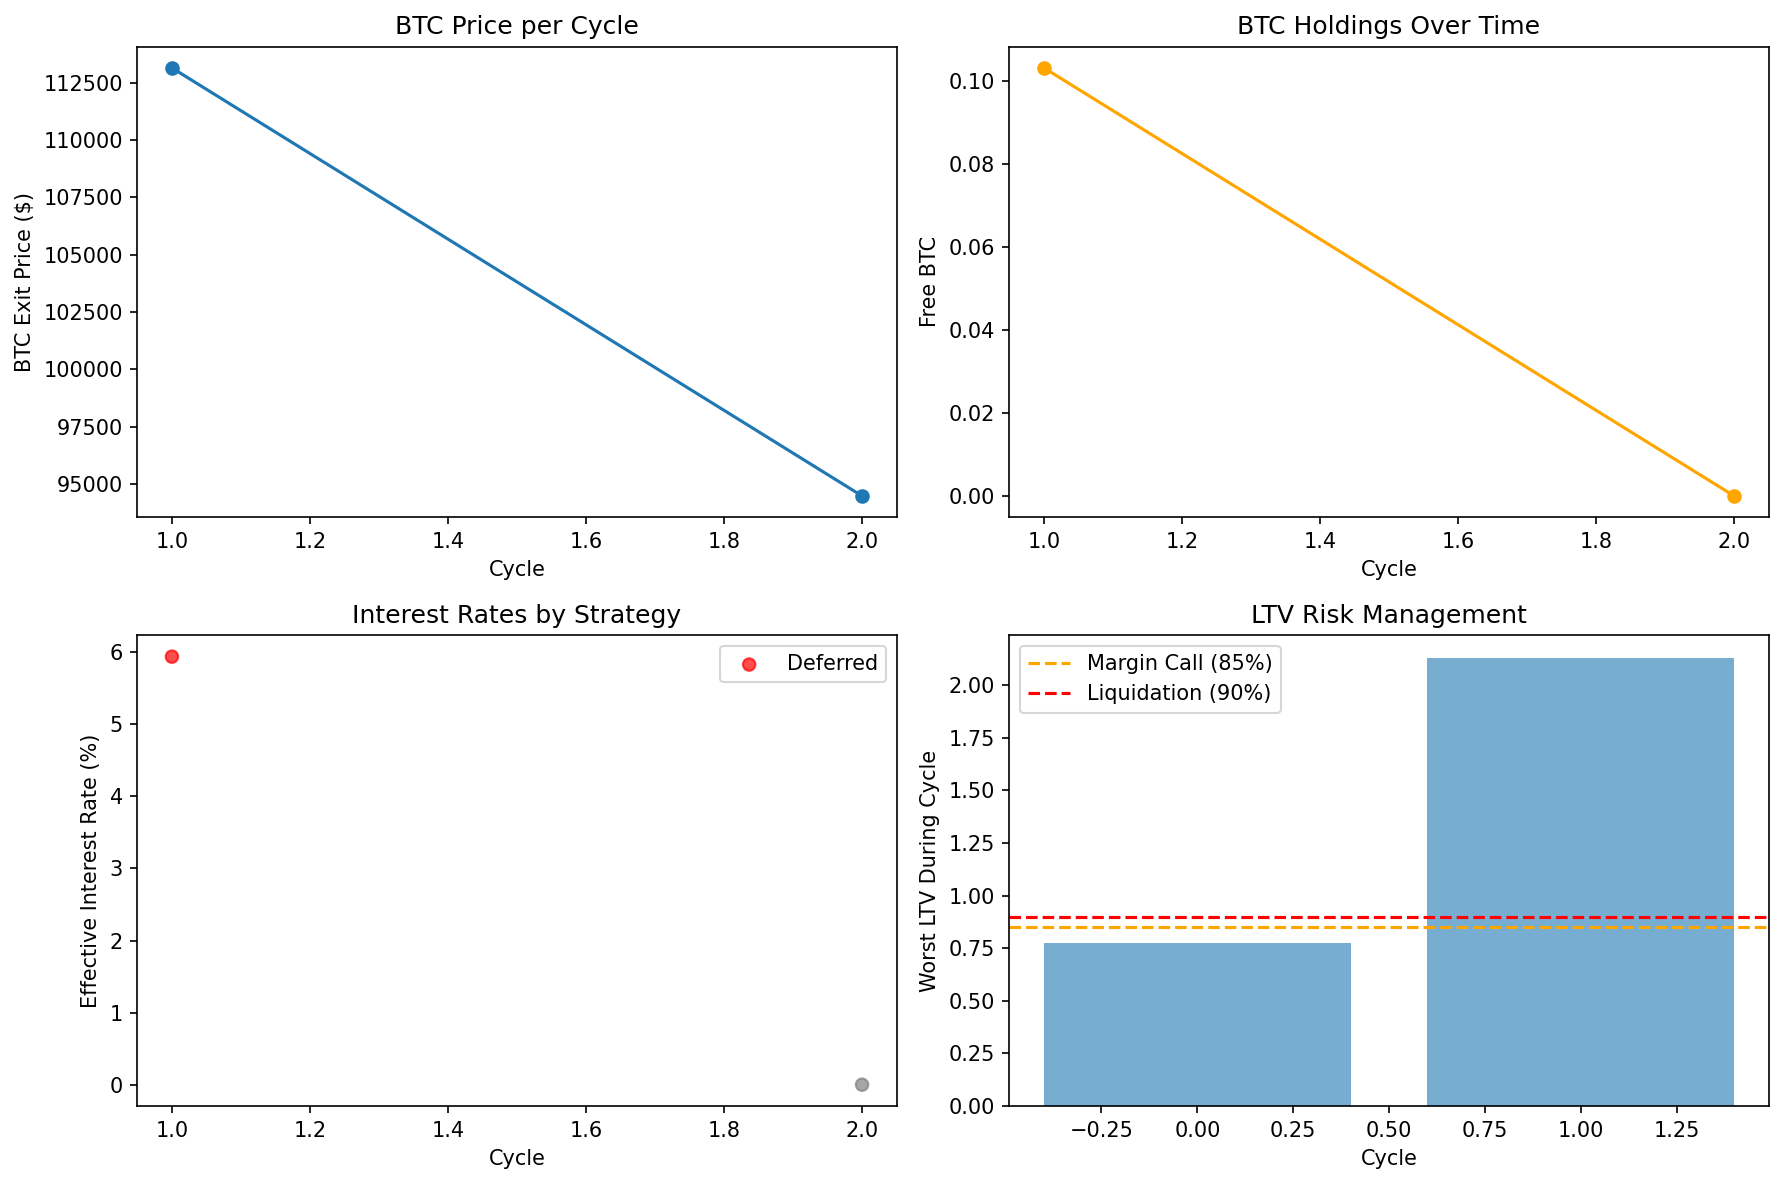 BTC Price per Cycle
BTC Exit Price ($)
112500
110000
107500
105000
102500
100000
97500
95000
1.0 1.2 1.4 1.6 1.8 2.0
Cycle
BTC Holdings Over Time
Free BTC
0.10
0.08
0.06
0.04
0.02
0.00
1.0 1.2 1.4 1.6 1.8 2.0
Cycle
Interest Rates by Strategy
Effective Interest Rate (%)
6
5
4
3
2
1
0
Deferred
1.0 1.2 1.4 1.6 1.8 2.0
Cycle
LTV Risk Management
Worst LTV During Cycle
2.00
1.75
1.50
1.25
1.00
0.75
0.50
0.25
0.00
Margin Call (85%)
Liquidation (90%)
−0.25 0.00 0.25 0.50 0.75 1.00 1.25
Cycle